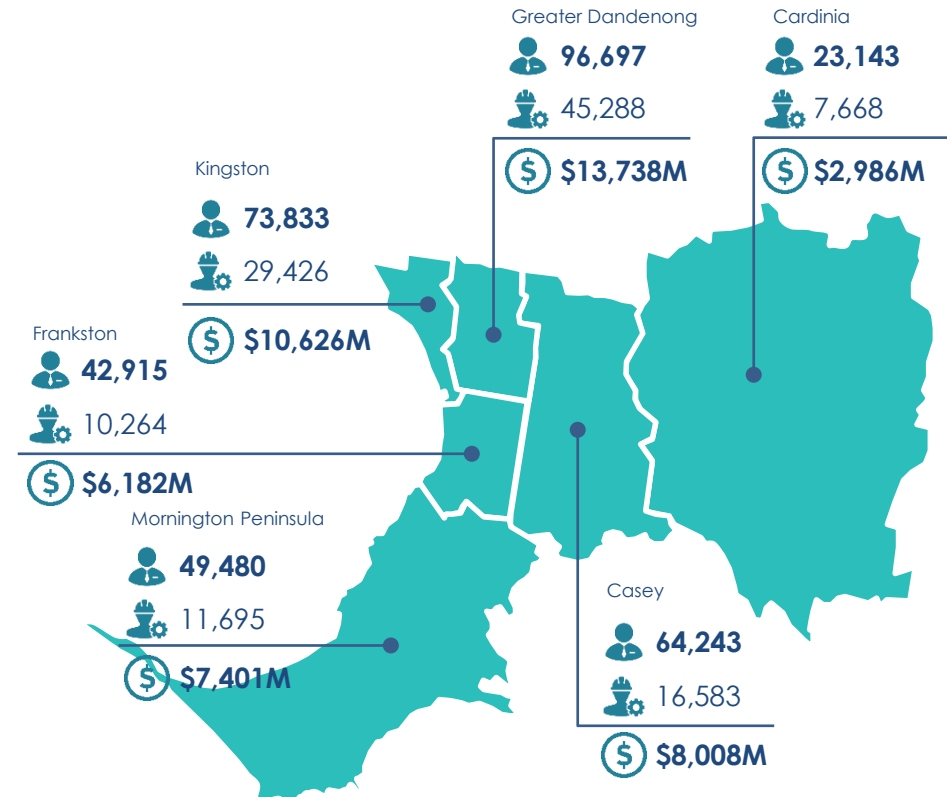 Greater Dandenong
96,697
45,288
$13,738M
Cardinia
23,143
7,668
$2,986M
Kingston
73,833
29,426
$10,626M
Frankston
42,915
10,264
$6,182M
Mornington Peninsula
49,480
11,695
$7,401M
Casey
64,243
16,583
$8,008M